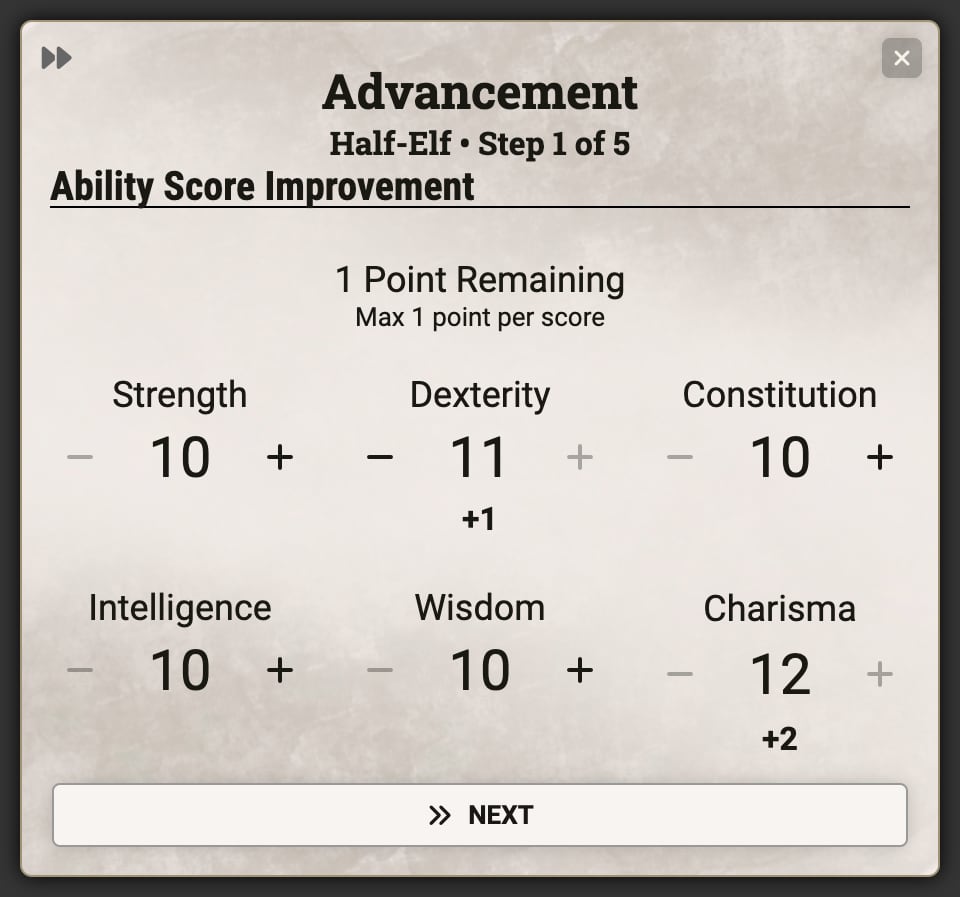 Advancement
Half-Elf • Step 1 of 5
Ability Score Improvement
1 Point Remaining
Max 1 point per score
Strength Dexterity Constitution
− 10 + − 11 + − 10 +
+1
Intelligence Wisdom Charisma
− 10 + − 10 + − 12 +
+2
NEXT